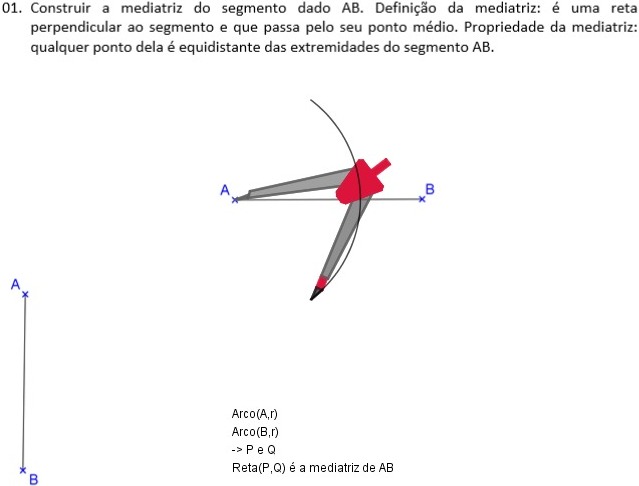 01. Construir a mediatriz do segmento dado AB. Definição da mediatriz: é uma reta
perpendicular ao segmento e que passa pelo seu ponto médio. Propriedade da mediatriz:
qualquer ponto dela é equidistante das extremidades do segmento AB.
A
B
A
B
Arco(A,r)
Arco(B,r)
-> P e Q
Reta(P,Q) é a mediatriz de AB